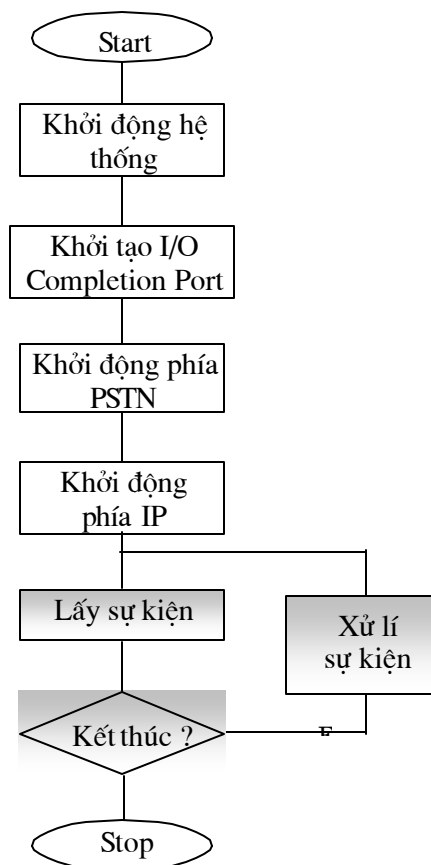 Start
Khởi động hệ
thống
Khởi tạo I/O
Completion Port
Khởi động phía
PSTN
Khởi động
phía IP
Lấy sự kiện
Xử lí
sự kiện
Kết thúc ?
Stop